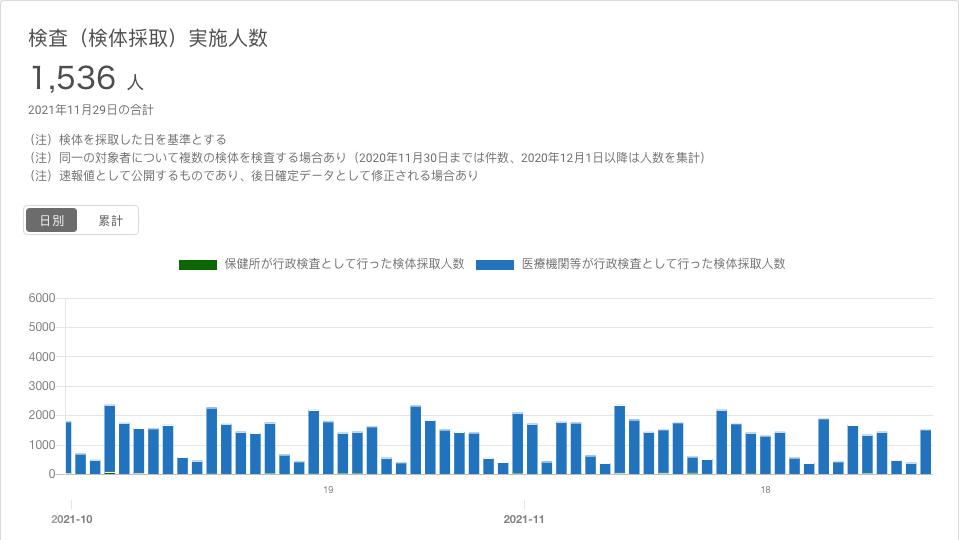 検査（検体採取）実施人数
1,536 人
2021年11月29日の合計
（注）検体を採取した日を基準とする
（注）同一の対象者について複数の検体を検査する場合あり（2020年11月30日までは件数、2020年12月1日以降は人数を集計）
（注）速報値として公開するものであり、後日確定データとして修正される場合あり
日別 累計
保健所が行政検査として行った検体採取人数 医療機関等が行政検査として行った検体採取人数
6000
5000
4000
3000
2000
1000
0
19 18
2021-10 2021-11